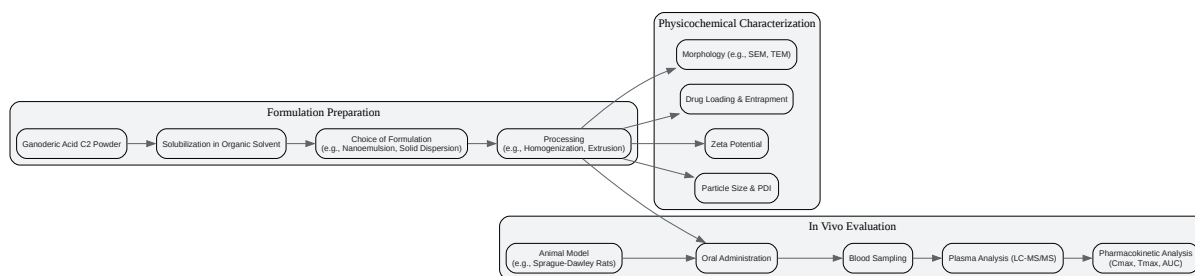 Physicochemical Characterization
Morphology (e.g., SEM, TEM)
Drug Loading & Entrapment
Zeta Potential
Particle Size & PDI
Formulation Preparation
Ganoderic Acid C2 Powder
Solubilization in Organic Solvent
Choice of Formulation
(e.g., Nanoemulsion, Solid Dispersion)
Processing
(e.g., Homogenization, Extrusion)
In Vivo Evaluation
Animal Model
(e.g., Sprague-Dawley Rats)
Oral Administration
Blood Sampling
Plasma Analysis (LC-MS/MS)
Pharmacokinetic Analysis
(Cmax, Tmax, AUC)